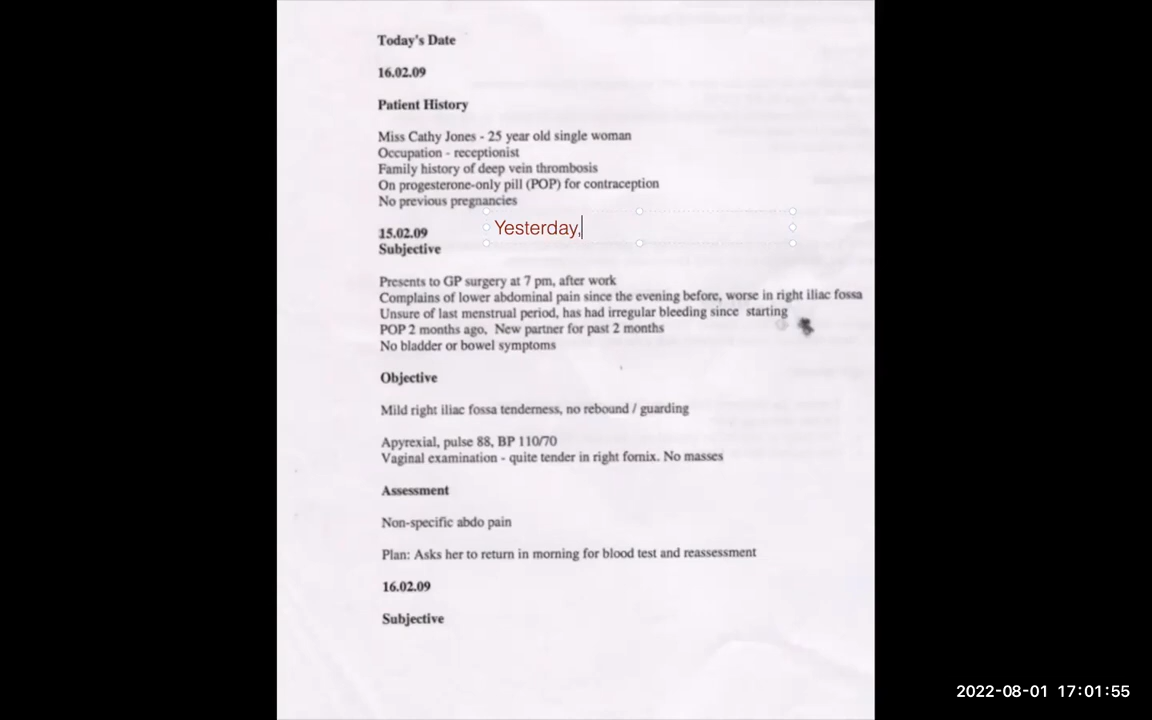 Today's Date
16.02.09
Patient History
Miss Cathy Jones - 25 year old single woman
Occupation - receptionist
Family history of deep vein thrombosis
On progesterone-only pill (POP) for contraception
No previous pregnancies
Yesterday,
15.02.09
Subjective
Presents to GP surgery at 7 pm, after work
Complains of lower abdominal pain since the evening before, worse in right iliac fossa
Unsure of last menstrual period, has had irregular bleeding since starting
POP 2 months ago. New partner for past 2 months
No bladder or bowel symptoms
Objective
Mild right iliac fossa tenderness, no rebound / guarding
Apyrexial, pulse 88, BP 110/70
Vaginal examination - quite tender in right fornix. No masses
Assessment
Non-specific abdo pain
Plan: Asks her to return in morning for blood test and reassessment
16.02.09
Subjective
2022-08-01 17:01:55